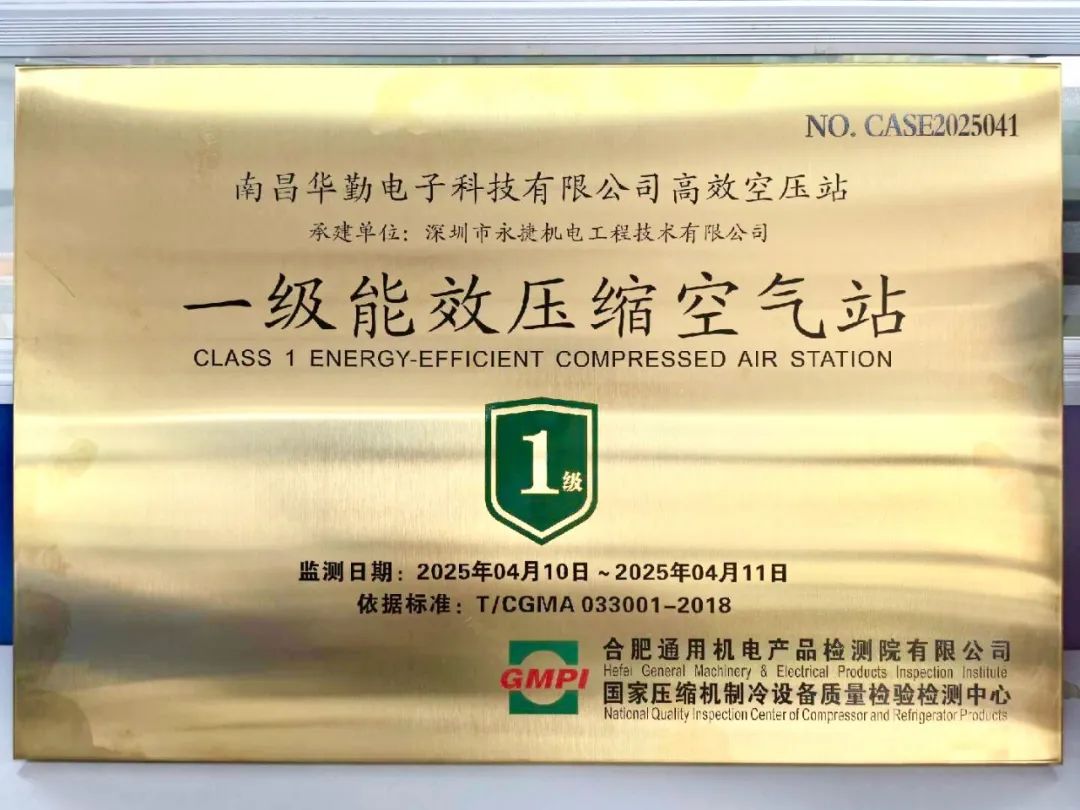 NO. CASE2025041
南昌华勤电子科技有限公司高效空压站
承建单位：深圳市永捷机电工程技术有限公司
一级能效压缩空气站
CLASS 1 ENERGY-EFFICIENT COMPRESSED AIR STATION
1级
监测日期：2025年04月10日~2025年04月11日
依据标准：T/CGMA 033001-2018
GMPI
合肥通用机电产品检测院有限公司
Hefei General Machinery & Electrical Products Inspection Institute
国家压缩机制冷设备质量检验检测中心
National Quality Inspection Center of Compressor and Refrigerator Products